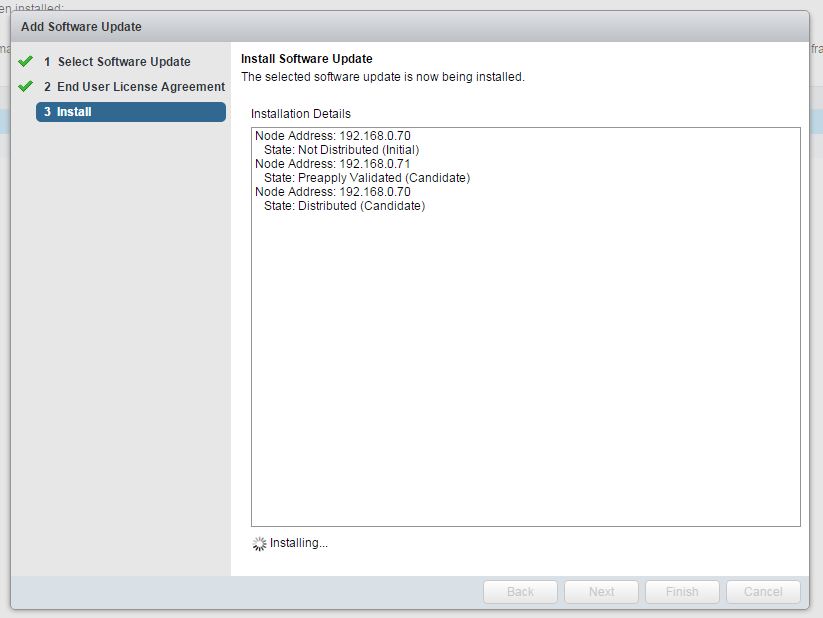 en installed:
Add Software Update
1 Select Software Update
2 End User License Agreement
3 Install
Install Software Update
The selected software update is now being installed.
Installation Details
Node Address: 192.168.0.70
State: Not Distributed (Initial)
Node Address: 192.168.0.71
State: Preapply Validated (Candidate)
Node Address: 192.168.0.70
State: Distributed (Candidate)
Installing...
Back Next Finish Cancel